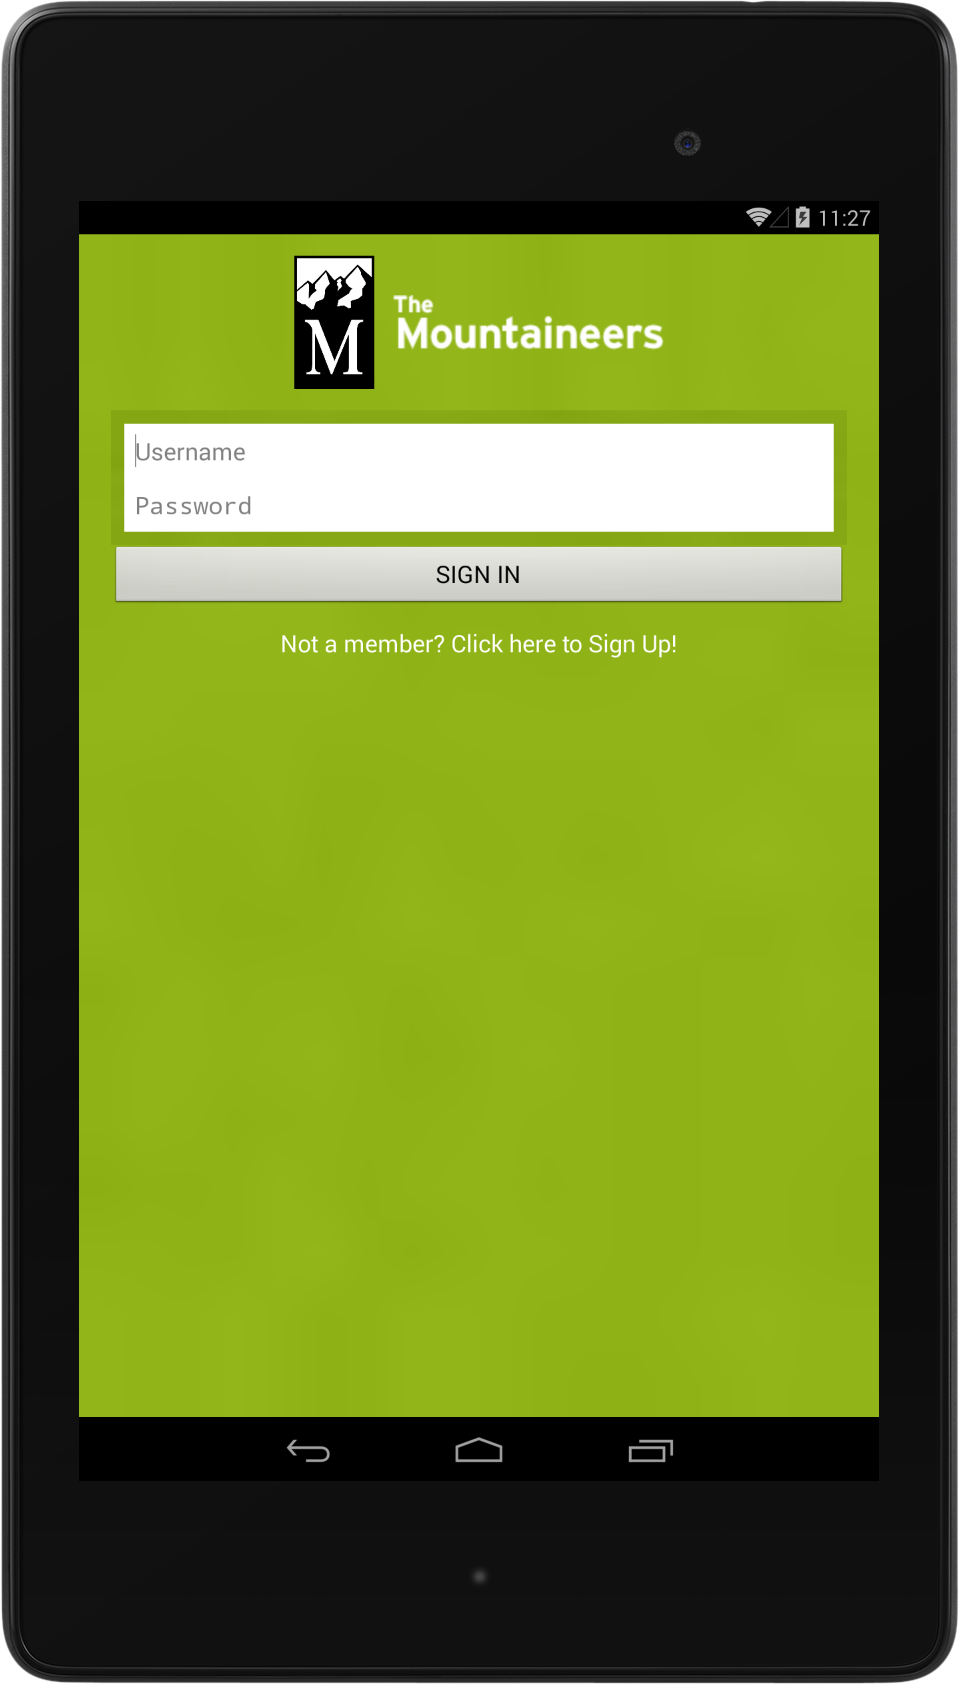 11:27
M
The
Mountaineers
Username
Password
SIGN IN
Not a member? Click here to Sign Up!